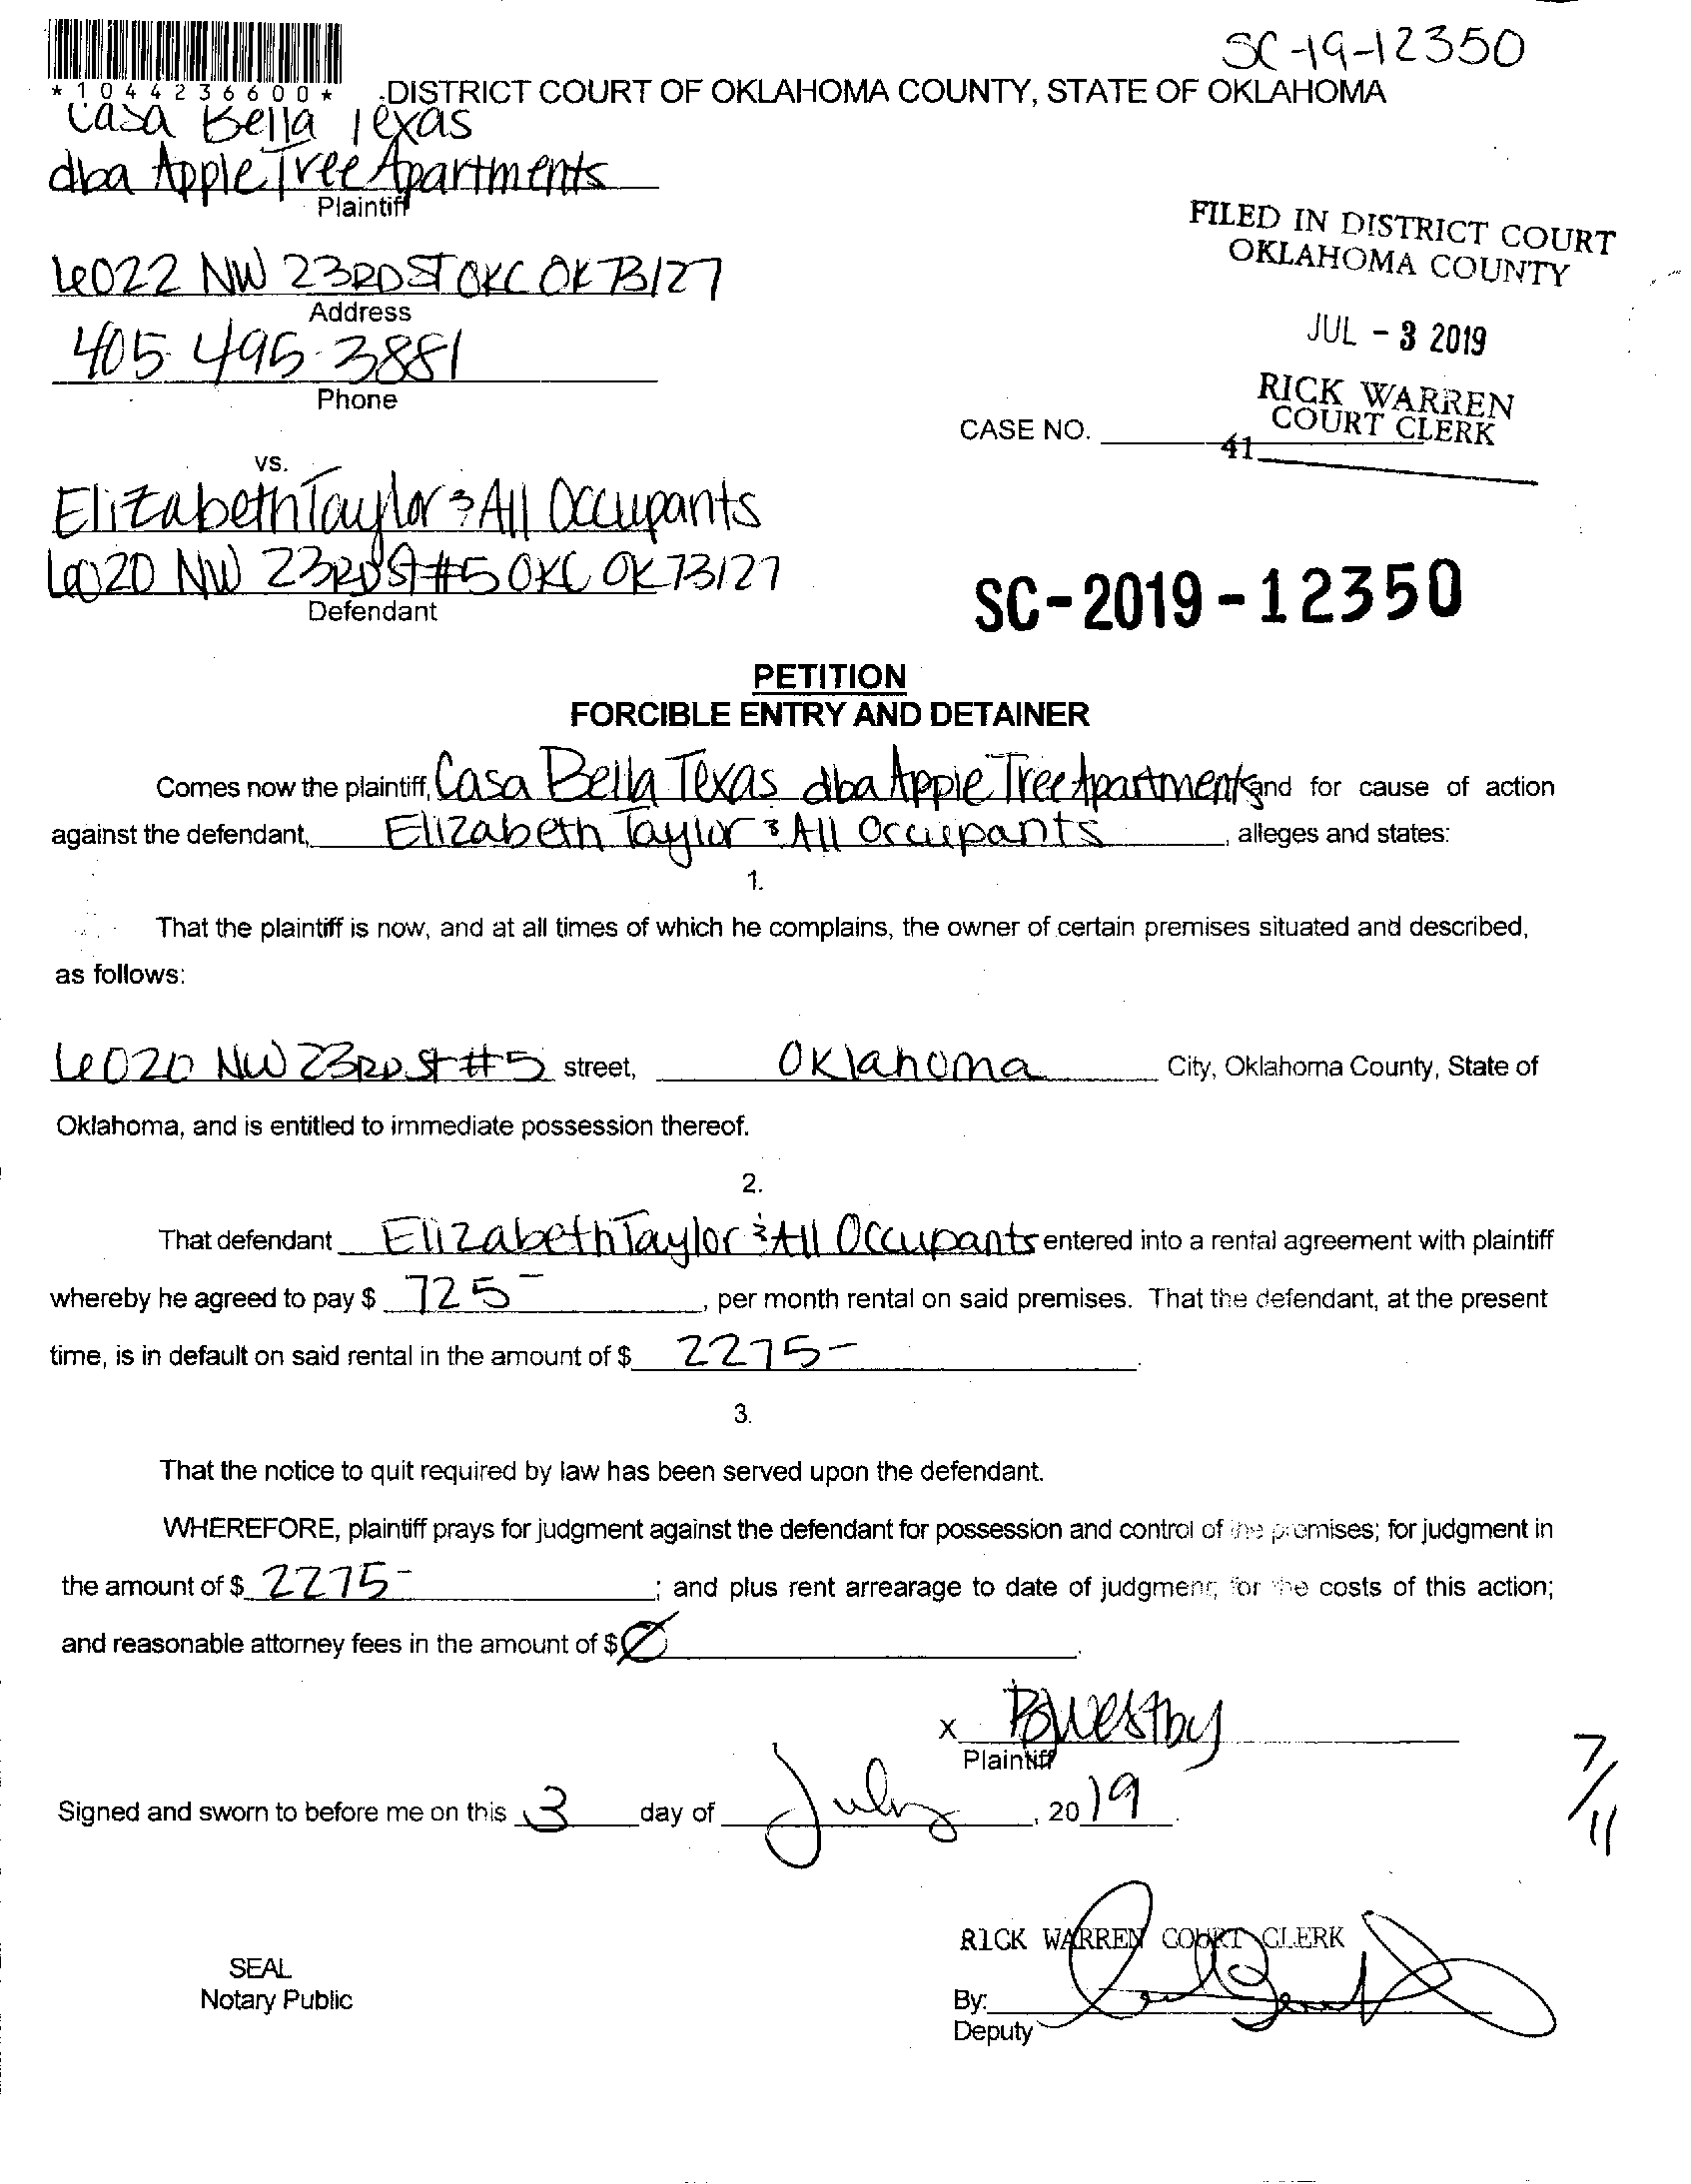 SC-19-12350
*1044236600*
DISTRICT COURT OF OKLAHOMA COUNTY, STATE OF OKLAHOMA
Casa Bella Texas
dba Apple Tree Apartments
Plaintiff
FILED IN DISTRICT COURT
OKLAHOMA COUNTY
6022 NW 23RD ST OKC OK 73127
Address
JUL - 3 2019
405-495-3881
Phone
RICK WARREN
COURT CLERK
CASE NO.
41
vs.
Elizabeth Taylor & All Occupants
6020 NW 23RD St #5 OKC OK 73127
Defendant
SC-2019-12350
PETITION
FORCIBLE ENTRY AND DETAINER
Comes now the plaintiff, Casa Bella Texas dba Apple Tree Apartments and for cause of action
against the defendant, Elizabeth Taylor & All Occupants, alleges and states:
1.
That the plaintiff is now, and at all times of which he complains, the owner of certain premises situated and described,
as follows:
6020 NW 23RD St #5 street, Oklahoma City, Oklahoma County, State of
Oklahoma, and is entitled to immediate possession thereof.
2.
That defendant Elizabeth Taylor & All Occupants entered into a rental agreement with plaintiff
whereby he agreed to pay $ 725-, per month rental on said premises. That the defendant, at the present
time, is in default on said rental in the amount of $ 2275-.
3.
That the notice to quit required by law has been served upon the defendant.
WHEREFORE, plaintiff prays for judgment against the defendant for possession and control of the premises; for judgment in
the amount of $ 2275-; and plus rent arrearage to date of judgment; for the costs of this action;
and reasonable attorney fees in the amount of $ Ø.
x
Plaintiff
7/11
Signed and sworn to before me on this 3 day of July, 2019.
RICK WARREN COURT CLERK
SEAL
Notary Public
By:
Deputy